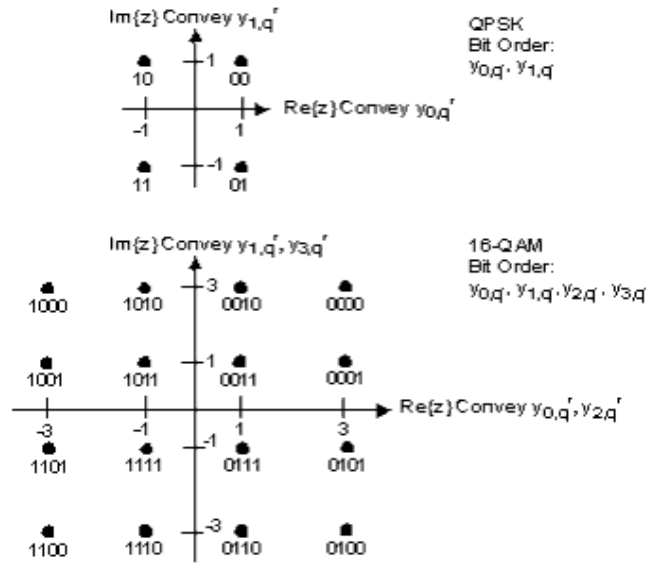 Im{z} Convey y1,q'
QPSK
Bit Order:
y0,q', y1,q'
10 1 00
Re{z} Convey y0,q'
-1 1
11 -1 01
Im{z} Convey y1,q', y3,q'
16-QAM
Bit Order:
y0,q', y1,q', y2,q', y3,q'
3
1000 1010 0010 0000
1
1001 1011 0011 0001
Re{z} Convey y0,q', y2,q'
-3 -1 1 3
-1
1101 1111 0111 0101
-3
1100 1110 0110 0100